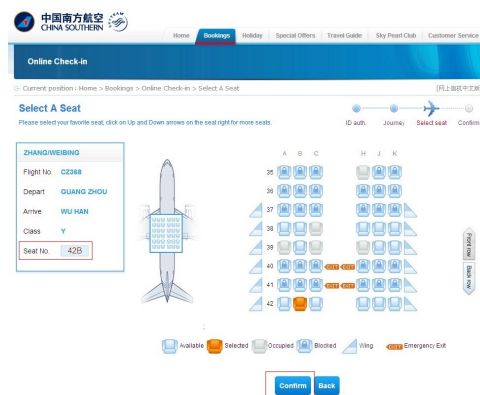 中国南方航空
CHINA SOUTHERN
Home Bookings Holiday Special Offers Travel Guide Sky Pearl Club Customer Service
Online Check-in
Current position : Home > Bookings > Online Check-in > Select A Seat
Select A Seat
Please select your favorite seat, click on Up and Down arrows on the seat right for more seats.
ID auth. Journey Select seat Confirm
ZHANG/WEIBING
Flight No. CZ368
Depart GUANG ZHOU
Arrive WU HAN
Class Y
Seat No. 42B
A B C H J K
35
36
37
38
39
40 EXIT EXIT
41 EXIT EXIT
42
Front row
Back row
Available Selected Occupied Blocked Wing EXIT Emergency Exit
Confirm Back